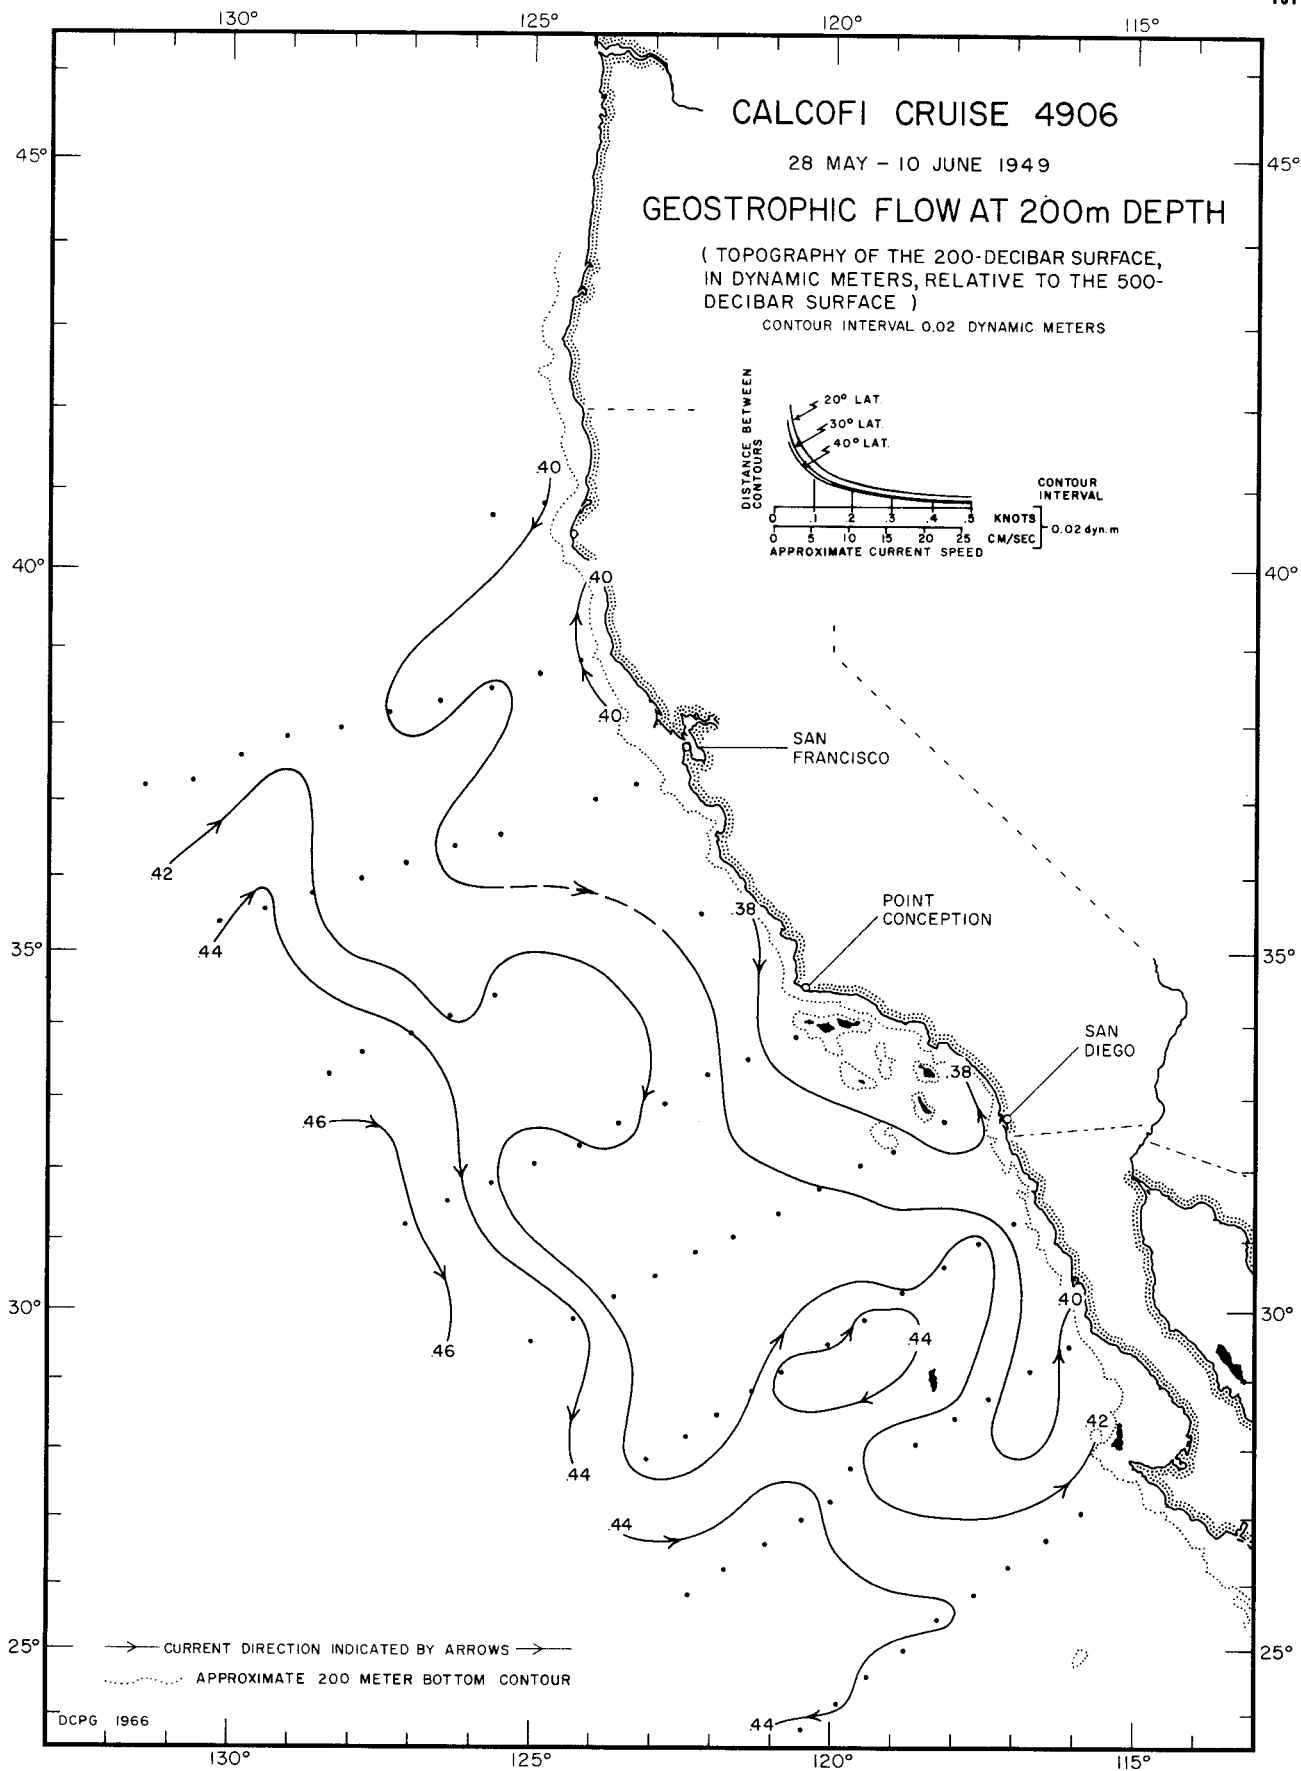 130°
125°
120°
115°
CALCOFI CRUISE 4906
45°
28 MAY – 10 JUNE 1949
45°
GEOSTROPHIC FLOW AT 200m DEPTH
( TOPOGRAPHY OF THE 200-DECIBAR SURFACE,
IN DYNAMIC METERS, RELATIVE TO THE 500-
DECIBAR SURFACE )
CONTOUR INTERVAL 0.02 DYNAMIC METERS
DISTANCE BETWEEN
CONTOURS
20° LAT.
30° LAT.
40° LAT.
CONTOUR
INTERVAL
0 .1 .2 .3 .4 .5 KNOTS
0.02 dyn. m
0 5 10 15 20 25 CM/SEC
APPROXIMATE CURRENT SPEED
.40
40°
40°
.40
.40
SAN
FRANCISCO
.42
.38
POINT
CONCEPTION
.44
35°
35°
SAN
DIEGO
.38
.46
30°
.40
30°
.46
.44
.42
.44
.44
25°
CURRENT DIRECTION INDICATED BY ARROWS
25°
APPROXIMATE 200 METER BOTTOM CONTOUR
DCPG 1966
.44
130°
125°
120°
115°